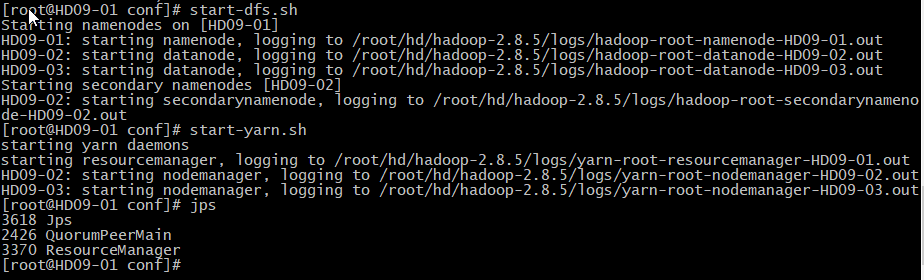 [root@HD09-01 conf]# start-dfs.sh
Starting namenodes on [HD09-01]
HD09-01: starting namenode, logging to /root/hd/hadoop-2.8.5/logs/hadoop-root-namenode-HD09-01.out
HD09-02: starting datanode, logging to /root/hd/hadoop-2.8.5/logs/hadoop-root-datanode-HD09-02.out
HD09-03: starting datanode, logging to /root/hd/hadoop-2.8.5/logs/hadoop-root-datanode-HD09-03.out
Starting secondary namenodes [HD09-02]
HD09-02: starting secondarynamenode, logging to /root/hd/hadoop-2.8.5/logs/hadoop-root-secondarynameno
de-HD09-02.out
[root@HD09-01 conf]# start-yarn.sh
starting yarn daemons
starting resourcemanager, logging to /root/hd/hadoop-2.8.5/logs/yarn-root-resourcemanager-HD09-01.out
HD09-02: starting nodemanager, logging to /root/hd/hadoop-2.8.5/logs/yarn-root-nodemanager-HD09-02.out
HD09-03: starting nodemanager, logging to /root/hd/hadoop-2.8.5/logs/yarn-root-nodemanager-HD09-03.out
[root@HD09-01 conf]# jps
3618 Jps
2426 QuorumPeerMain
3370 ResourceManager
[root@HD09-01 conf]#